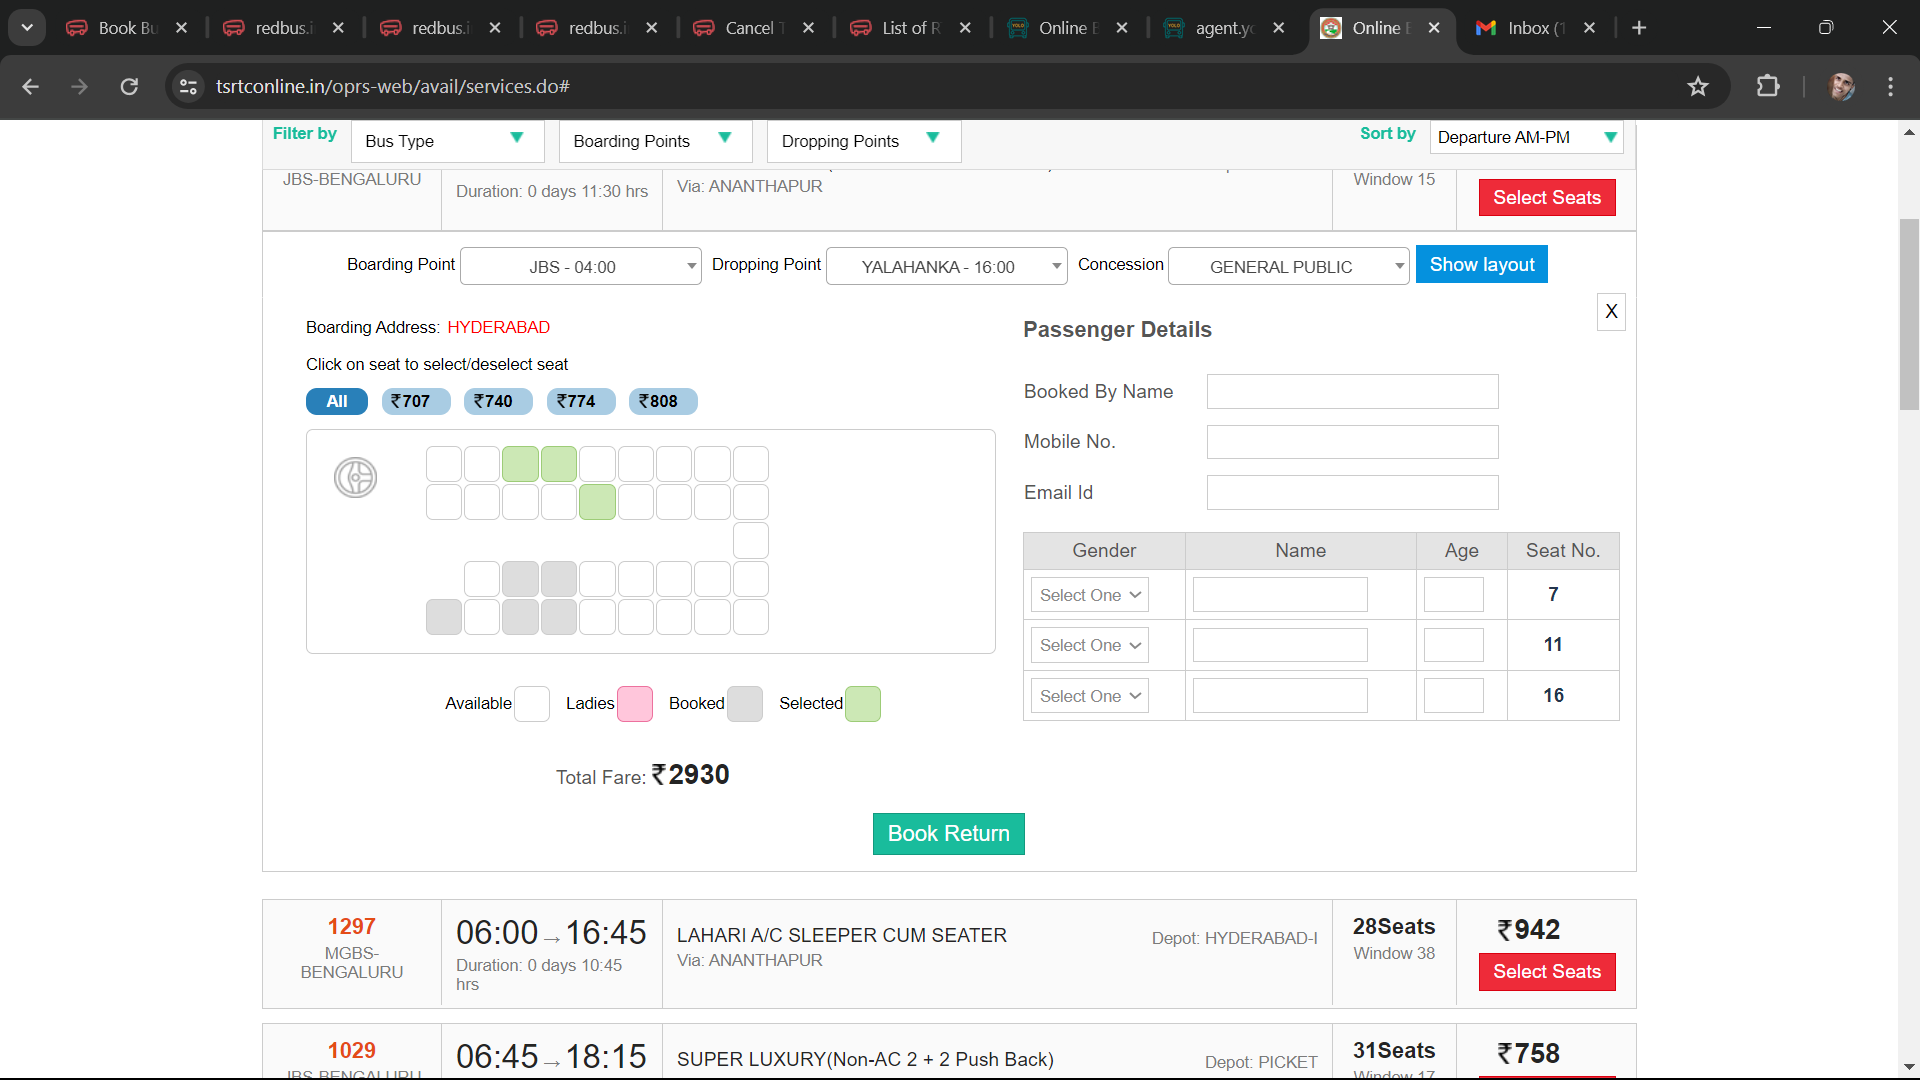 Book Bu
redbus.i
redbus.i
redbus.i
Cancel T
List of R
Online E
agent.yo
Online E
Inbox (1
tsrtconline.in/oprs-web/avail/services.do#
Filter by
Bus Type
Boarding Points
Dropping Points
Sort by
Departure AM-PM
JBS-BENGALURU
Duration: 0 days 11:30 hrs
Via: ANANTHAPUR
Window 15
Select Seats
Boarding Point
JBS - 04:00
Dropping Point
YALAHANKA - 16:00
Concession
GENERAL PUBLIC
Show layout
X
Boarding Address: HYDERABAD
Click on seat to select/deselect seat
All
₹707
₹740
₹774
₹808
Available
Ladies
Booked
Selected
Total Fare: ₹2930
Passenger Details
Booked By Name
Mobile No.
Email Id
Gender Name Age Seat No.
Select One 7
Select One 11
Select One 16
Book Return
1297
MGBS-
BENGALURU
06:00→16:45
Duration: 0 days 10:45
hrs
LAHARI A/C SLEEPER CUM SEATER
Via: ANANTHAPUR
Depot: HYDERABAD-I
28Seats
Window 38
₹942
Select Seats
1029
JBS-BENGALURU
06:45→18:15
SUPER LUXURY(Non-AC 2 + 2 Push Back)
Depot: PICKET
31Seats
Window 17
₹758